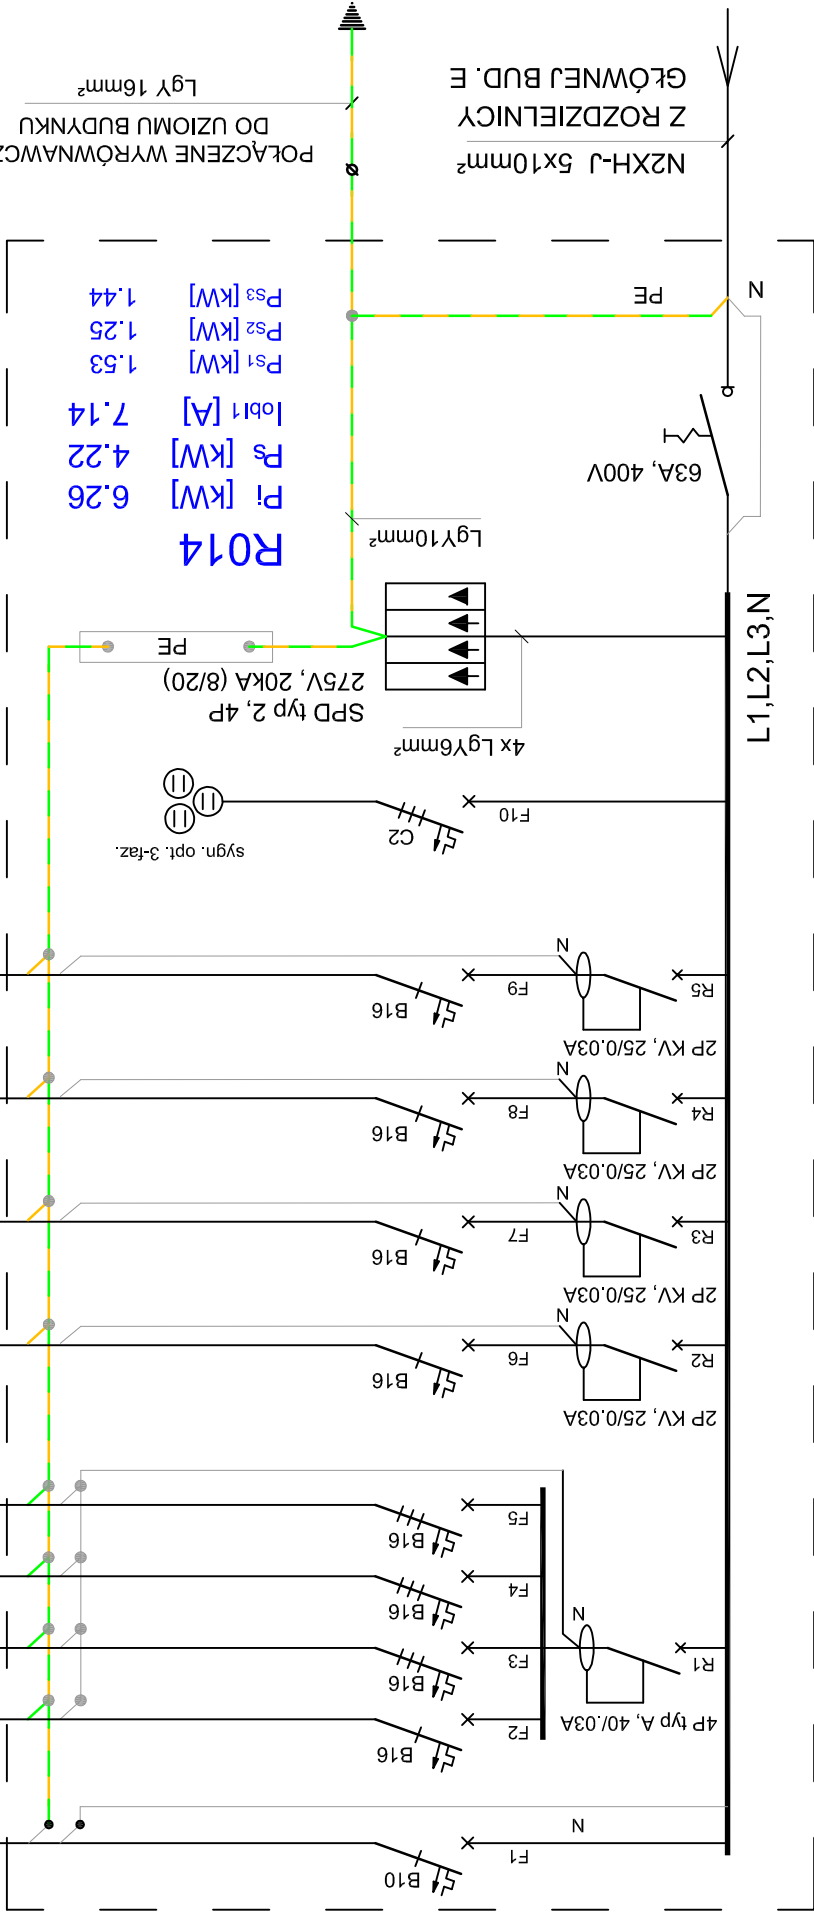 F1
B10
N
4P typ A, 40/.03A
R1
N
F2
B16
F3
B16
F4
B16
F5
B16
2P KV, 25/0.03A
R2
N
F6
B16
2P KV, 25/0.03A
R3
N
F7
B16
2P KV, 25/0.03A
R4
N
F8
B16
2P KV, 25/0.03A
R5
N
F9
B16
F10
C2
sygn. opt. 3-faz.
L1,L2,L3,N
4x LgY6mm²
SPD typ 2, 4P
275V, 20kA (8/20)
PE
LgY10mm²
63A, 400V
R014
Pi [kW] 6.26
Ps [kW] 4.22
Iobl1 [A] 7.14
Ps1 [kW] 1.53
Ps2 [kW] 1.25
Ps3 [kW] 1.44
N
PE
N2XH-J 5x10mm²
Z ROZDZIELNICY
GŁÓWNEJ BUD. E
POŁĄCZENE WYRÓWNAWCZ
DO UZIOMU BUDYNKU
LgY 16mm²